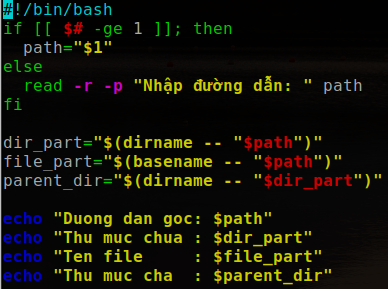 #!/bin/bash
if [[ $# -ge 1 ]]; then
  path="$1"
else
  read -r -p "Nhập đường dẫn: " path
fi

dir_part="$(dirname -- "$path")"
file_part="$(basename -- "$path")"
parent_dir="$(dirname -- "$dir_part")"

echo "Duong dan goc: $path"
echo "Thu muc chua : $dir_part"
echo "Ten file     : $file_part"
echo "Thu muc cha  : $parent_dir"